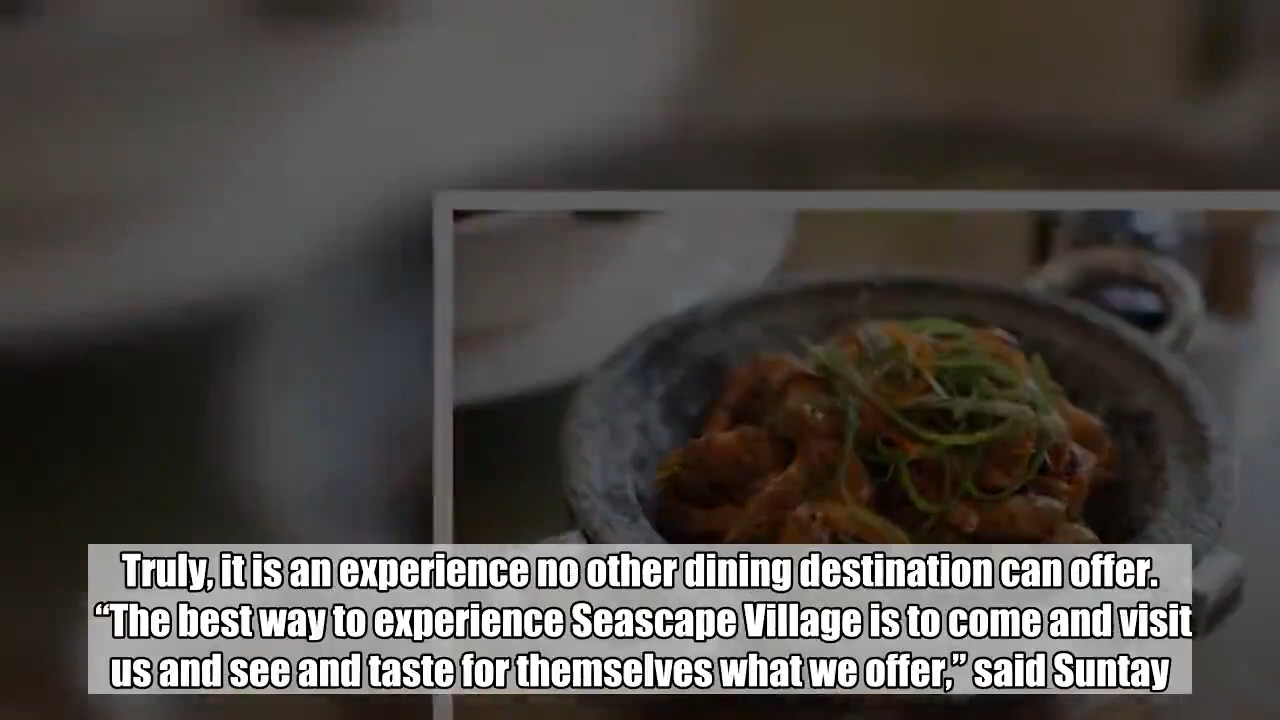 Truly, it is an experience no other dining destination can offer.
“The best way to experience Seascape Village is to come and visit
us and see and taste for themselves what we offer,” said Suntay